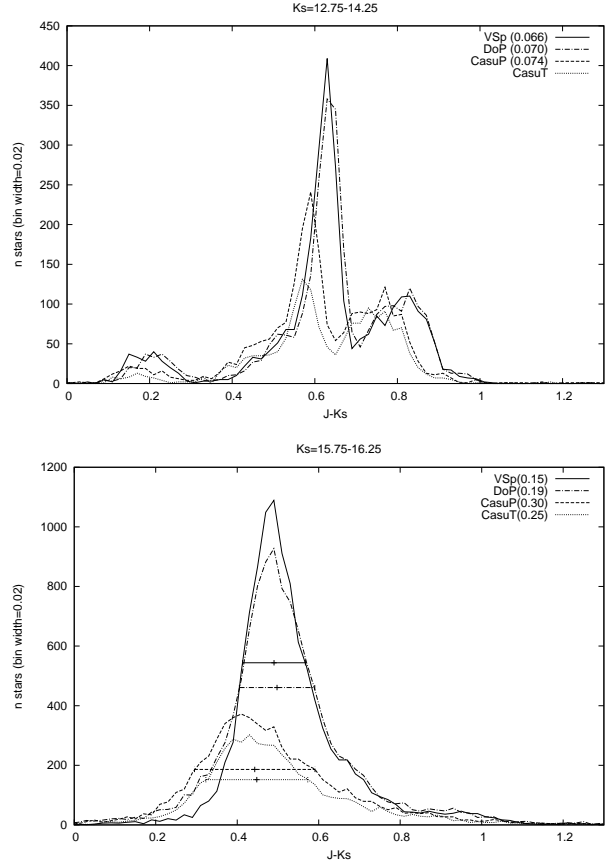 Ks=12.75-14.25
VSp (0.066)
DoP (0.070)
CasuP (0.074)
CasuT
450
400
350
300
250
200
150
100
50
0
n stars (bin width=0.02)
0 0.2 0.4 0.6 0.8 1 1.2
J-Ks
Ks=15.75-16.25
VSp(0.15)
DoP(0.19)
CasuP(0.30)
CasuT(0.25)
1200
1000
800
600
400
200
0
n stars (bin width=0.02)
0 0.2 0.4 0.6 0.8 1 1.2
J-Ks